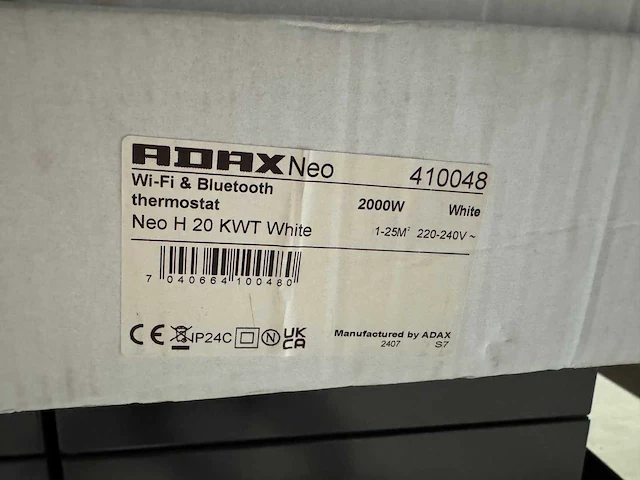 ADAX Neo 410048
Wi-Fi & Bluetooth
thermostat 2000W White
Neo H 20 KWT White 1-25M² 220-240V ~
7 040664 100480
CE IP24C N UK CA Manufactured by ADAX
2407 S7